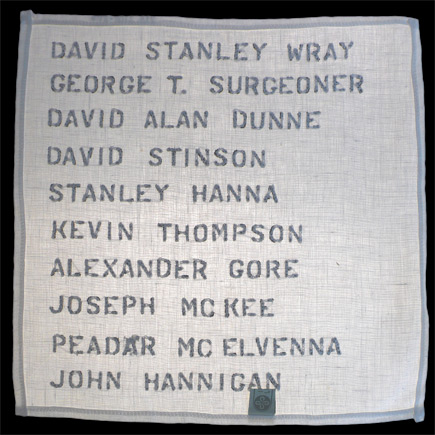 DAVID STANLEY WRAY
GEORGE T. SURGEONER
DAVID ALAN DUNNE
DAVID STINSON
STANLEY HANNA
KEVIN THOMPSON
ALEXANDER GORE
JOSEPH MC KEE
PEADAR MC ELVENNA
JOHN HANNIGAN